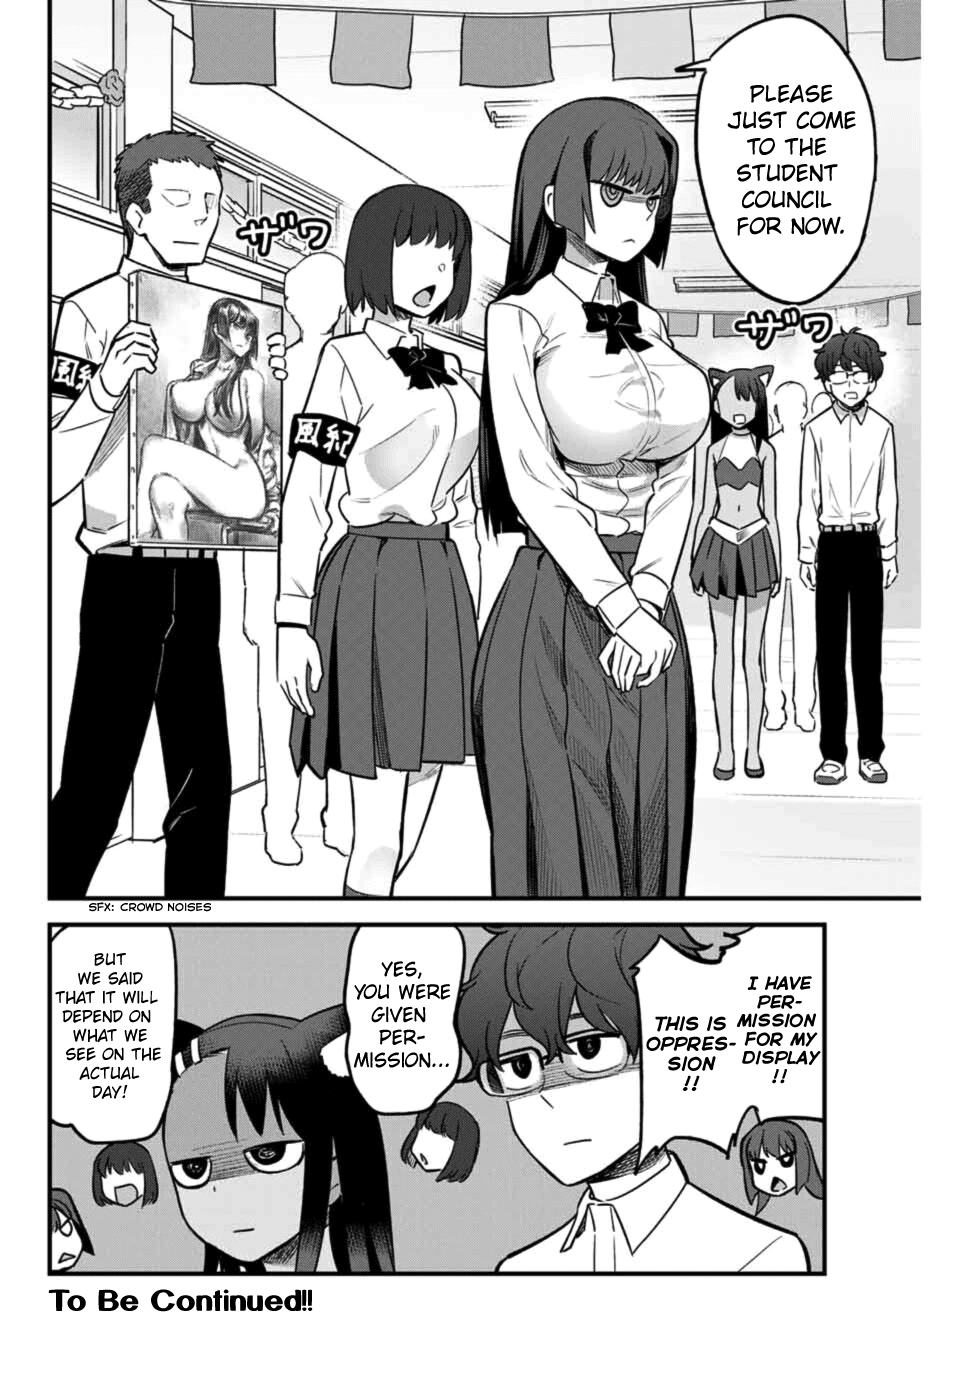 PLEASE
JUST COME
TO THE
STUDENT
COUNCIL
FOR NOW.
ザワ
ザワ
風紀
風紀
SFX: CROWD NOISES
I HAVE
PER-
MISSION
FOR MY
DISPLAY
!!
THIS IS
OPPRES-
SION
!!
YES,
YOU WERE
GIVEN
PER-
MISSION...
BUT
WE SAID
THAT IT WILL
DEPEND ON
WHAT WE
SEE ON THE
ACTUAL
DAY!
To Be Continued!!